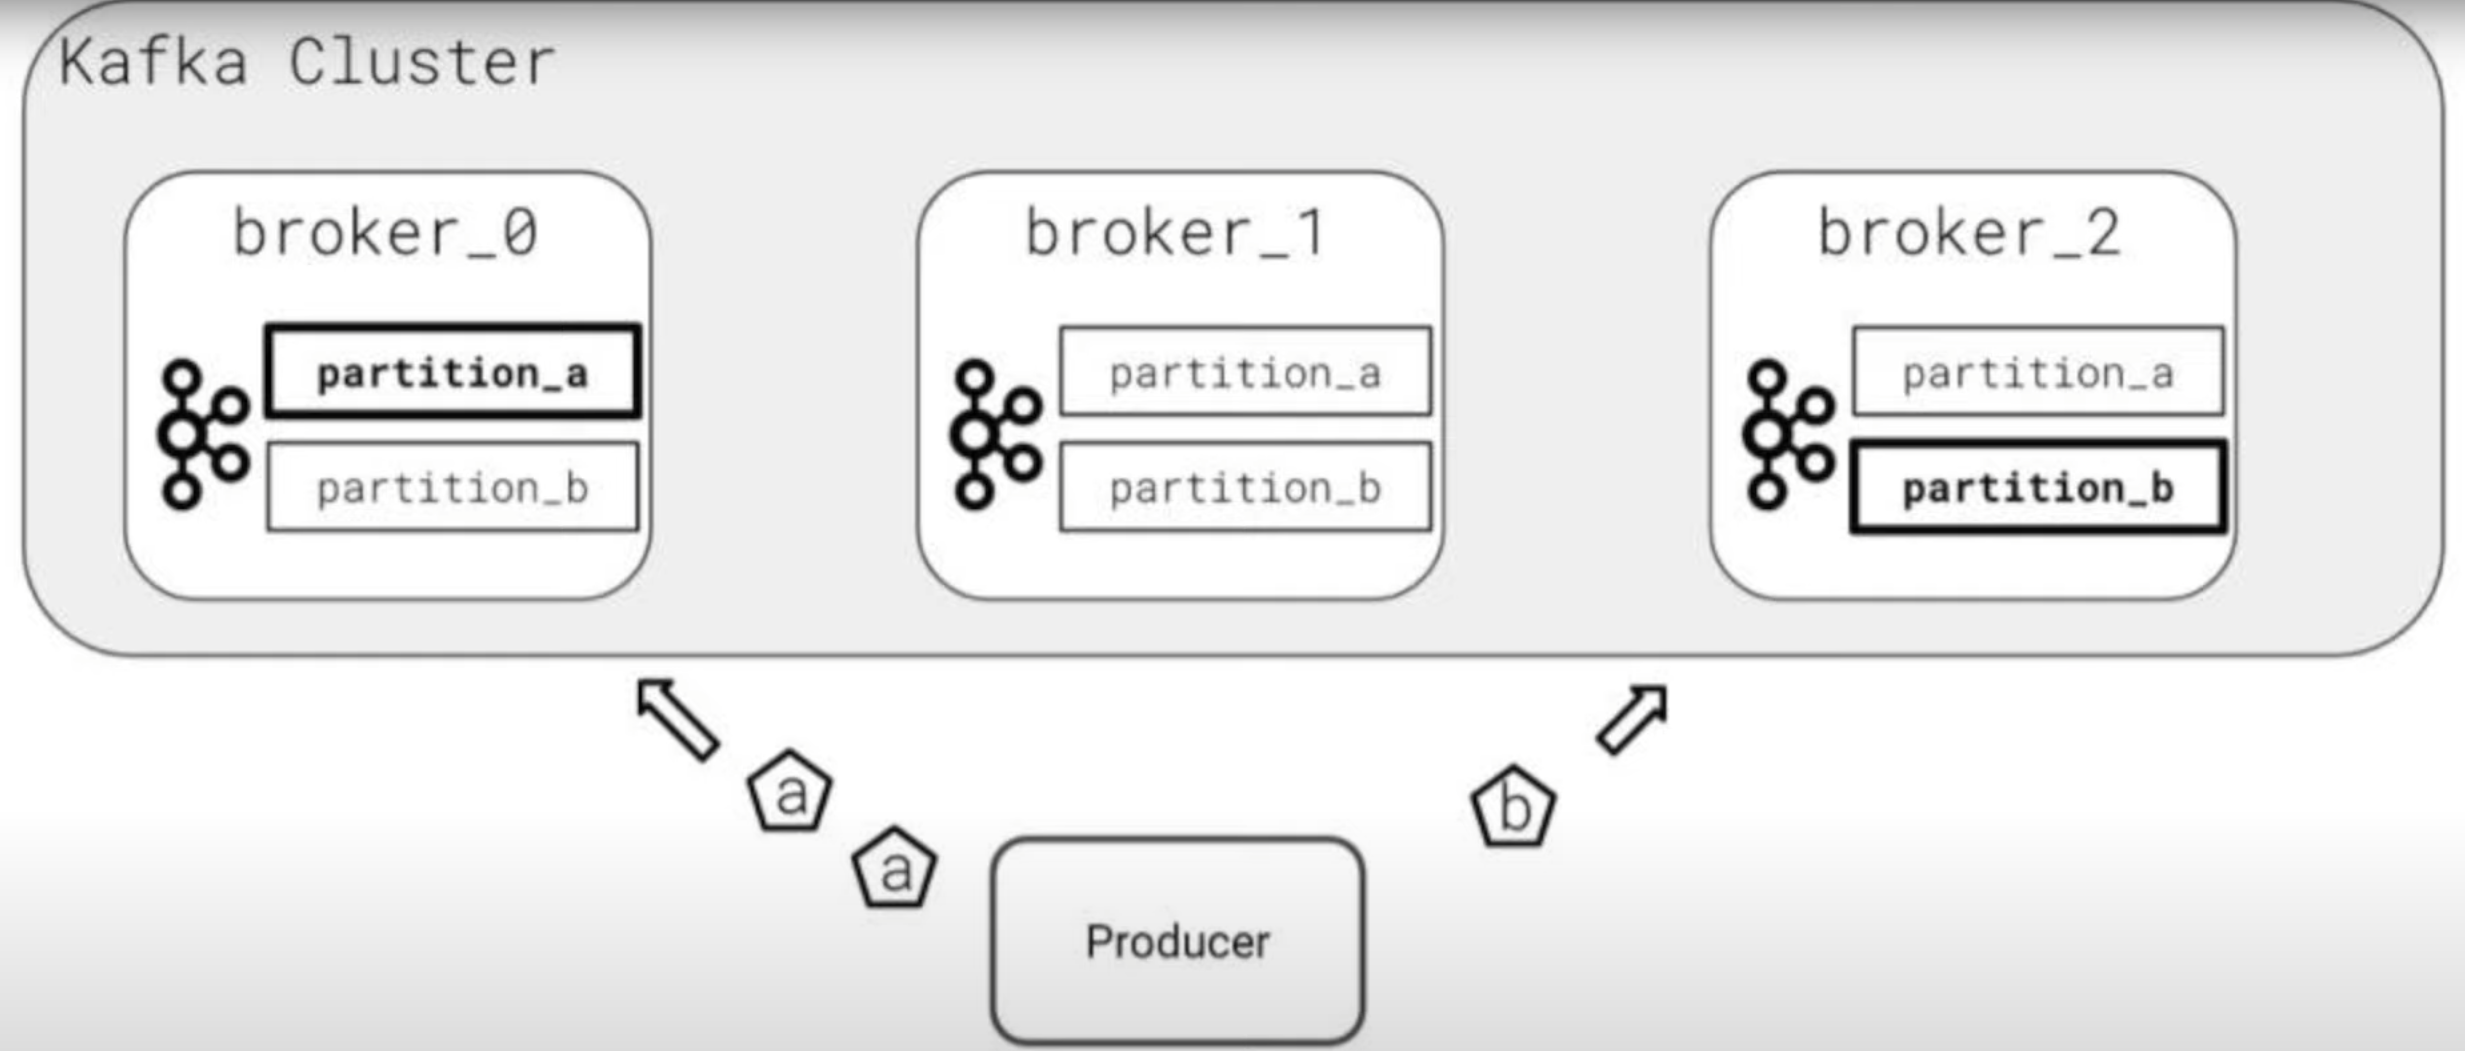 Kafka Cluster
broker_0
partition_a
partition_b
broker_1
partition_a
partition_b
broker_2
partition_a
partition_b
a
a
b
Producer